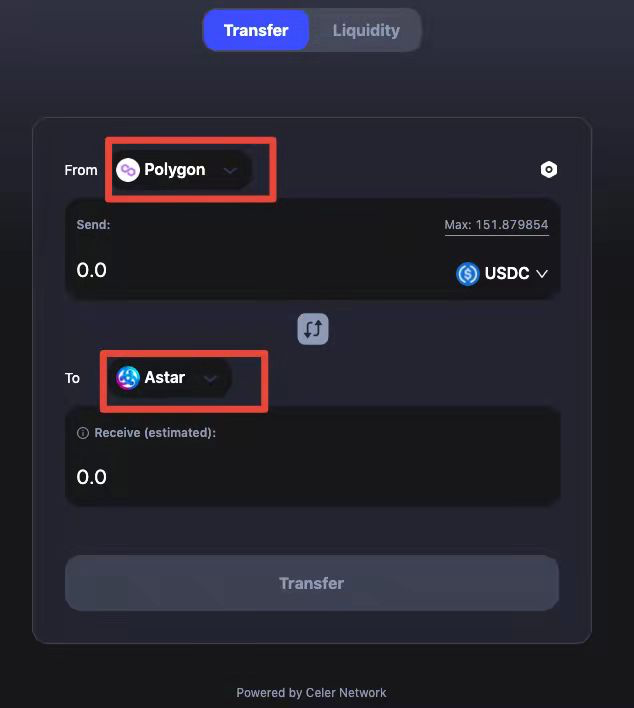 Transfer Liquidity
From Polygon
Send: Max: 151.879854
0.0 USDC
To Astar
Receive (estimated):
0.0
Transfer
Powered by Celer Network